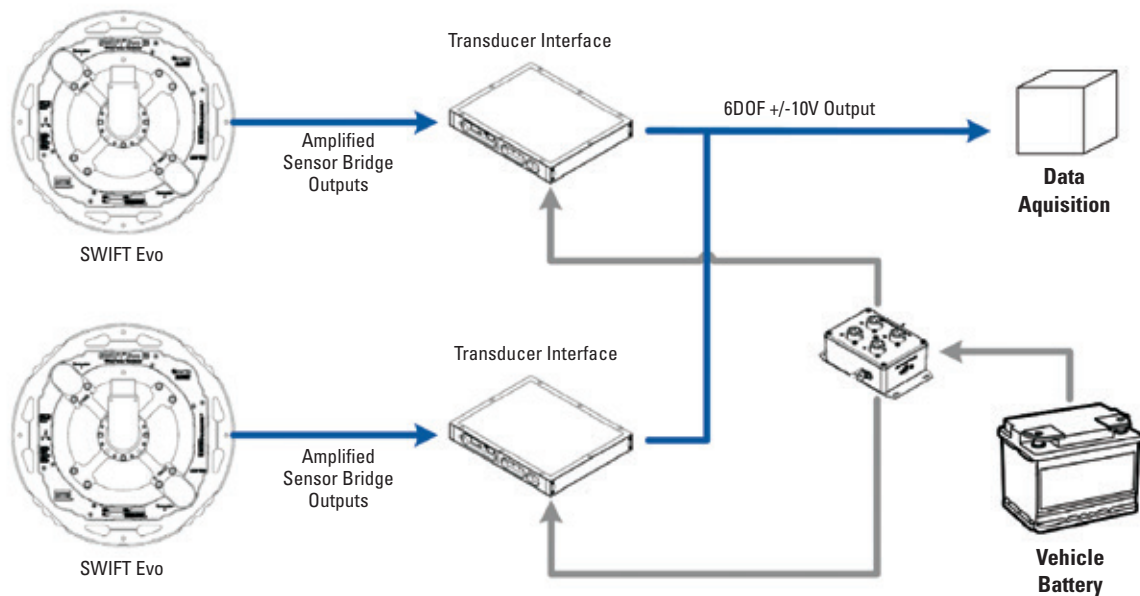 Transducer Interface
6DOF +/-10V Output
Amplified
Sensor Bridge
Outputs
Data
Aquisition
SWIFT Evo
Transducer Interface
Amplified
Sensor Bridge
Outputs
Vehicle
Battery
SWIFT Evo